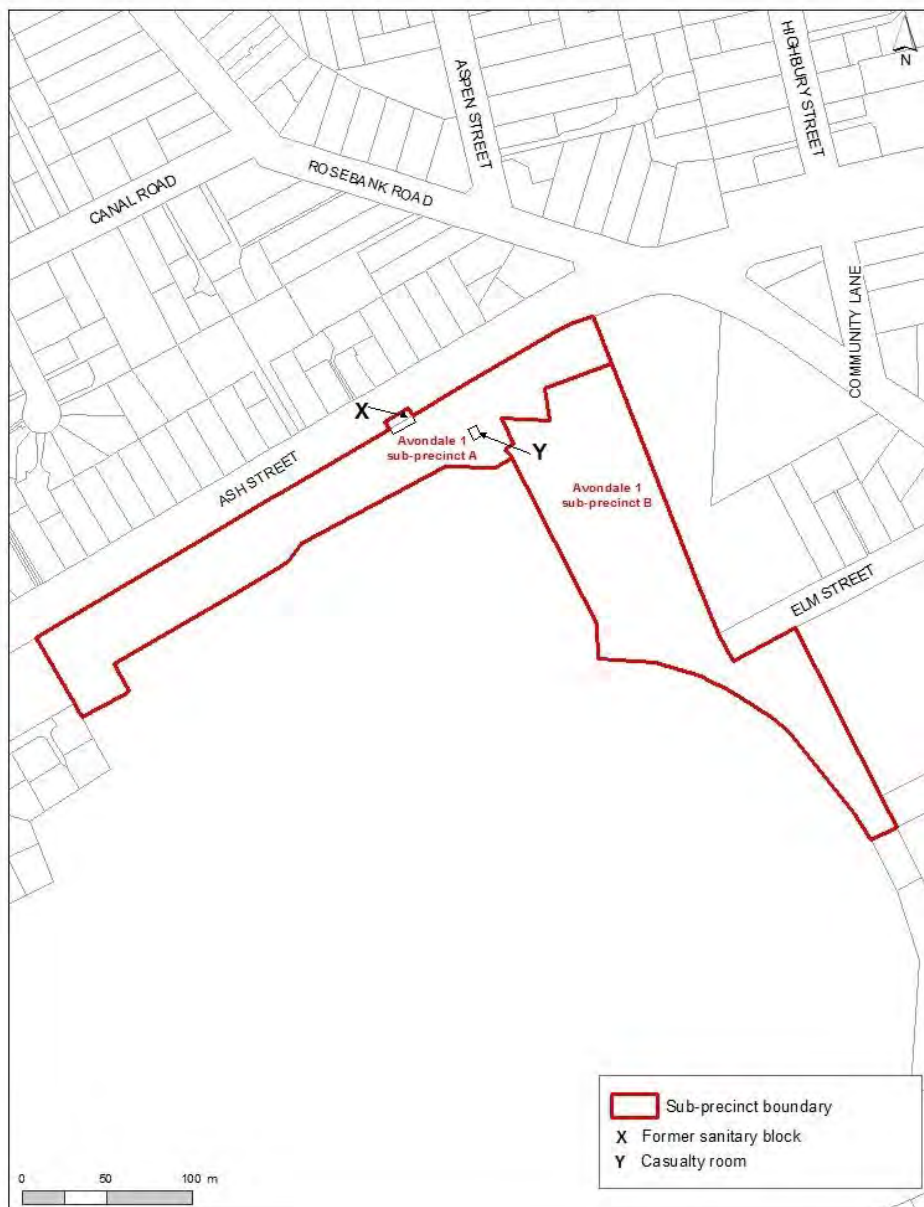 N
ASPEN STREET
HIGHBURY STREET
CANAL ROAD
ROSEBANK ROAD
COMMUNITY LANE
X
Avondale 1
sub-precinct A
Y
ASH STREET
Avondale 1
sub-precinct B
ELM STREET
Sub-precinct boundary
X Former sanitary block
Y Casualty room
0 50 100 m